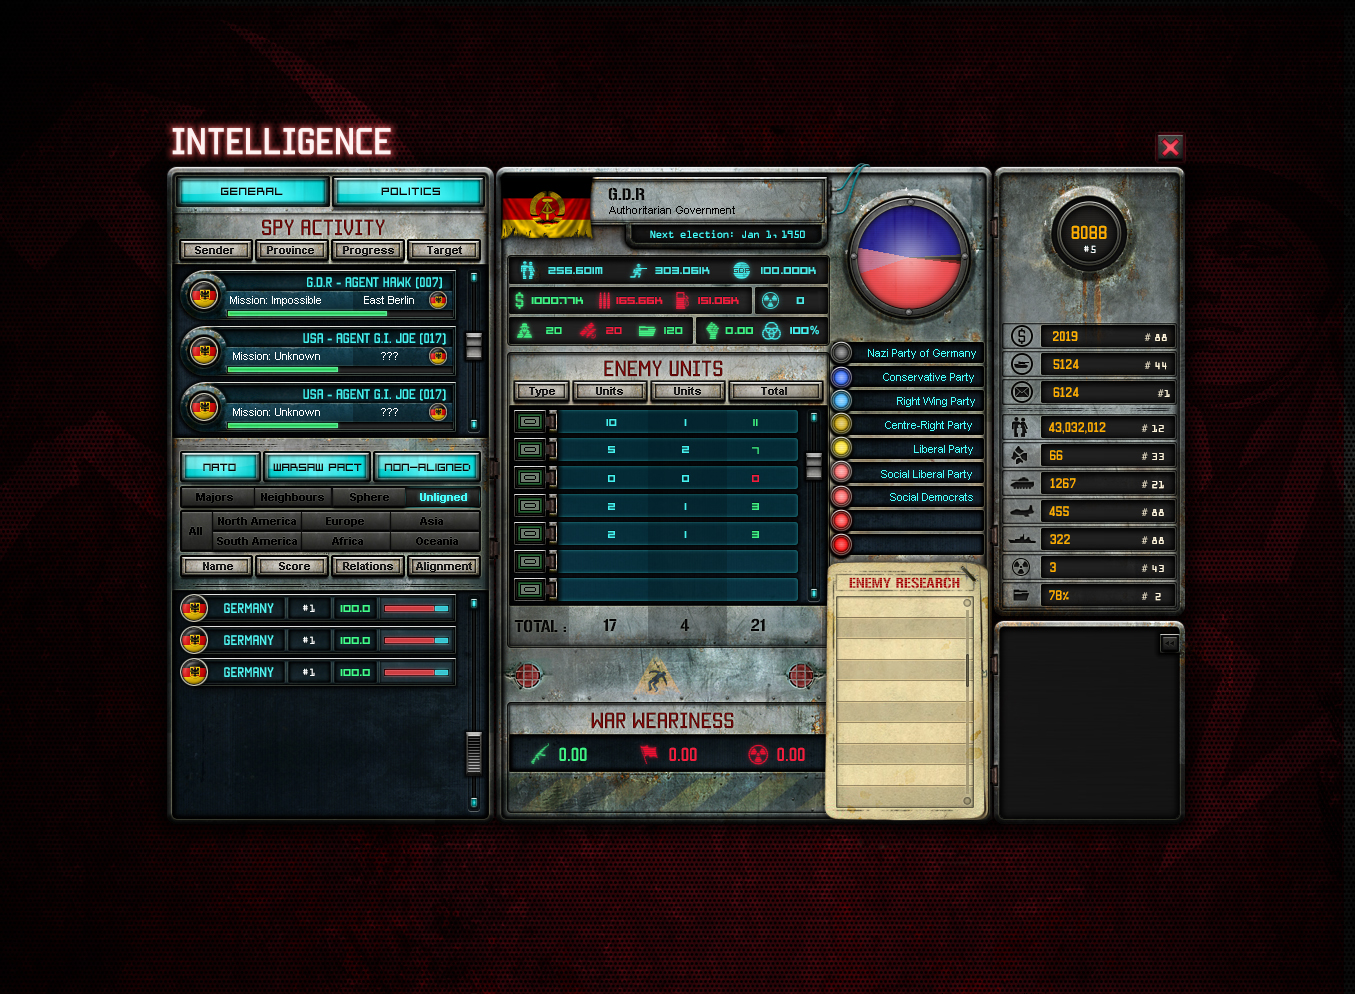 INTELLIGENCE
GENERAL
POLITICS
SPY ACTIVITY
Sender
Province
Progress
Target
G.D.R - AGENT HAWK (007)
Mission: Impossible
East Berlin
USA - AGENT G.I. JOE (017)
Mission: Unknown
???
USA - AGENT G.I. JOE (017)
Mission: Unknown
???
NATO
WARSAW PACT
NON-ALIGNED
Majors
Neighbours
Sphere
Unligned
All
North America
Europe
Asia
South America
Africa
Oceania
Name
Score
Relations
Alignment
GERMANY
#1
100.0
GERMANY
#1
100.0
GERMANY
#1
100.0
G.D.R
Authoritarian Government
Next election: Jan 1, 1950
256.601M
303.061K
GDP
100.000K
$
1000.77K
165.66K
151.06K
0
20
20
120
0.00
100%
ENEMY UNITS
Type
Units
Units
Total
10
1
11
5
2
7
0
0
0
2
1
3
2
1
3
TOTAL :
17
4
21
WAR WEARINESS
0.00
0.00
0.00
Nazi Party of Germany
Conservative Party
Right Wing Party
Centre-Right Party
Liberal Party
Social Liberal Party
Social Democrats
ENEMY RESEARCH
8088
#5
$
2019
# 88
5124
# 44
6124
#1
43,032,012
# 12
66
# 33
1267
# 21
455
# 88
322
# 88
3
# 43
78%
# 2